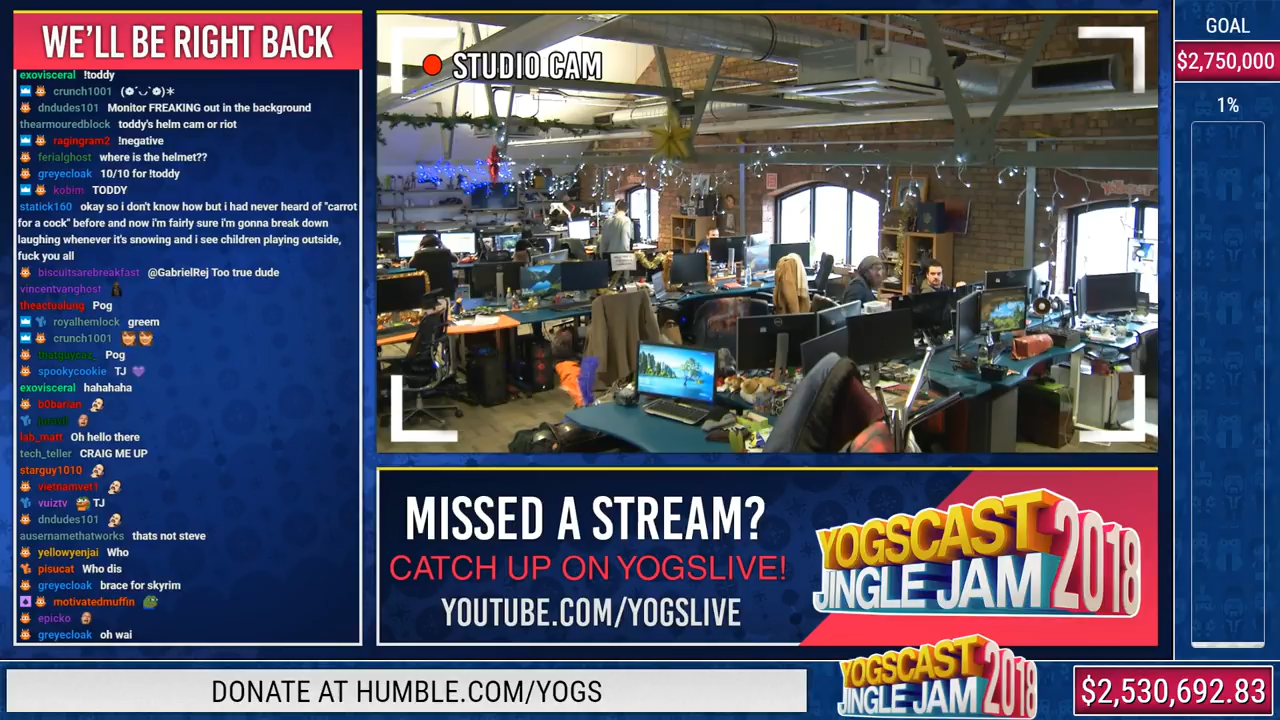 WE'LL BE RIGHT BACK
exovisceral !toddy
crunch1001 (❁´◡`❁)*
dndudes101 Monitor FREAKING out in the background
thearmouredblock toddy's helm cam or riot
ragingram2 !negative
ferialghost where is the helmet??
greyecloak 10/10 for !toddy
kobim TODDY
statick160 okay so i don't know how but i had never heard of "carrot
for a cock" before and now i'm fairly sure i'm gonna break down
laughing whenever it's snowing and i see children playing outside,
fuck you all
biscuitsarebreakfast @GabrielRej Too true dude
vincentvanghost
theactualung Pog
royalhemlock greem
crunch1001
Pog
spookycookie TJ
exovisceral hahahaha
b0barian
lab_matt Oh hello there
tech_teller CRAIG ME UP
starguy1010
vietnamvet1
vuiztv TJ
dndudes101
ausernamethatworks thats not steve
yellowyenjai Who
pisucat Who dis
greyecloak brace for skyrim
motivatedmuffin
epicko
greyecloak oh wai
STUDIO CAM
MISSED A STREAM?
CATCH UP ON YOGSLIVE!
YOUTUBE.COM/YOGSLIVE
YOGSCAST
JINGLE JAM
2018
GOAL
$2,750,000
1%
DONATE AT HUMBLE.COM/YOGS
YOGSCAST
JINGLE JAM
2018
$2,530,692.83